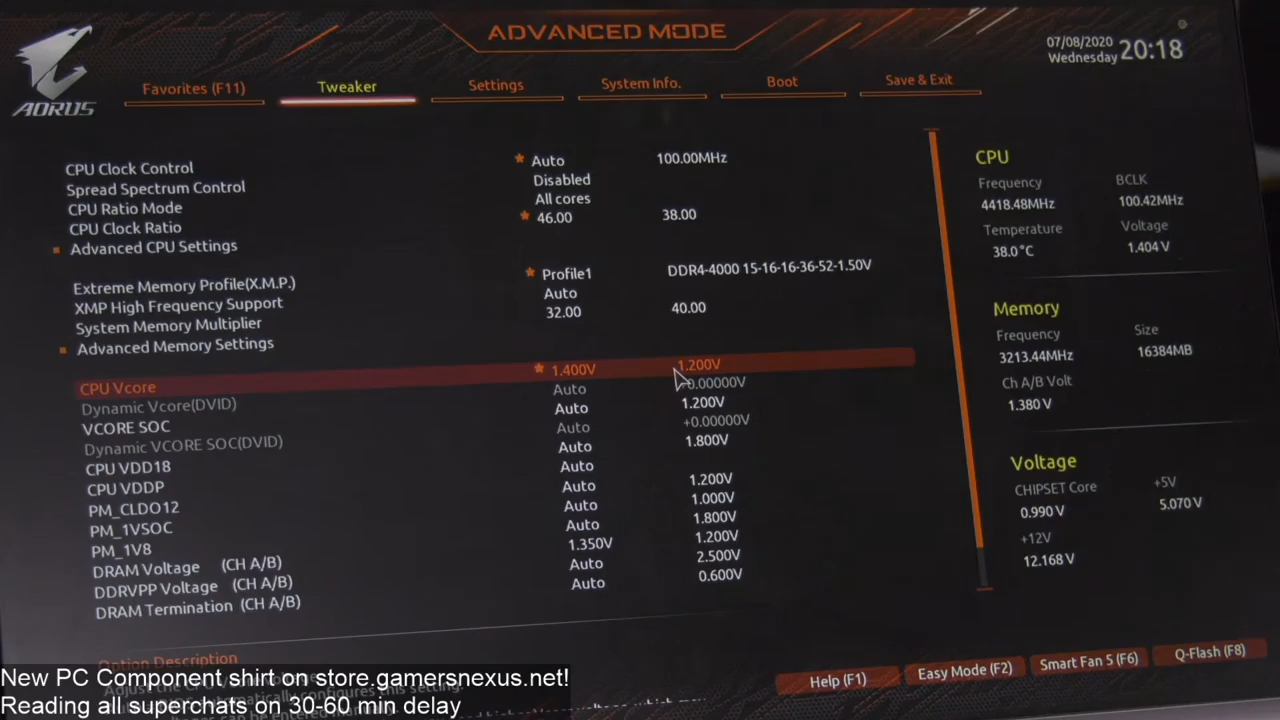 ADVANCED MODE
AORUS
07/08/2020
Wednesday
20:18
Favorites (F11)
Tweaker
Settings
System Info.
Boot
Save & Exit
CPU Clock Control Auto 100.00MHz
Spread Spectrum Control Disabled
CPU Ratio Mode All cores
CPU Clock Ratio 46.00 38.00
Advanced CPU Settings
Extreme Memory Profile(X.M.P.) Profile1 DDR4-4000 15-16-16-36-52-1.50V
XMP High Frequency Support Auto
System Memory Multiplier 32.00 40.00
Advanced Memory Settings
CPU Vcore 1.400V 1.200V
Dynamic Vcore(DVID) Auto +0.00000V
VCORE SOC Auto 1.200V
Dynamic VCORE SOC(DVID) Auto +0.00000V
CPU VDD18 Auto 1.800V
CPU VDDP Auto
PM_CLDO12 Auto 1.200V
PM_1VSOC Auto 1.000V
PM_1V8 Auto 1.800V
DRAM Voltage (CH A/B) 1.350V 1.200V
DDRVPP Voltage (CH A/B) Auto 2.500V
DRAM Termination (CH A/B) Auto 0.600V
CPU
Frequency BCLK
4418.48MHz 100.42MHz
Temperature Voltage
38.0°C 1.404 V
Memory
Frequency Size
3213.44MHz 16384MB
Ch A/B Volt
1.380 V
Voltage
CHIPSET Core +5V
0.990 V 5.070 V
+12V
12.168 V
Option Description
Help (F1)
Easy Mode (F2)
Smart Fan 5 (F6)
Q-Flash (F8)
New PC Component shirt on store.gamersnexus.net!
Reading all superchats on 30-60 min delay